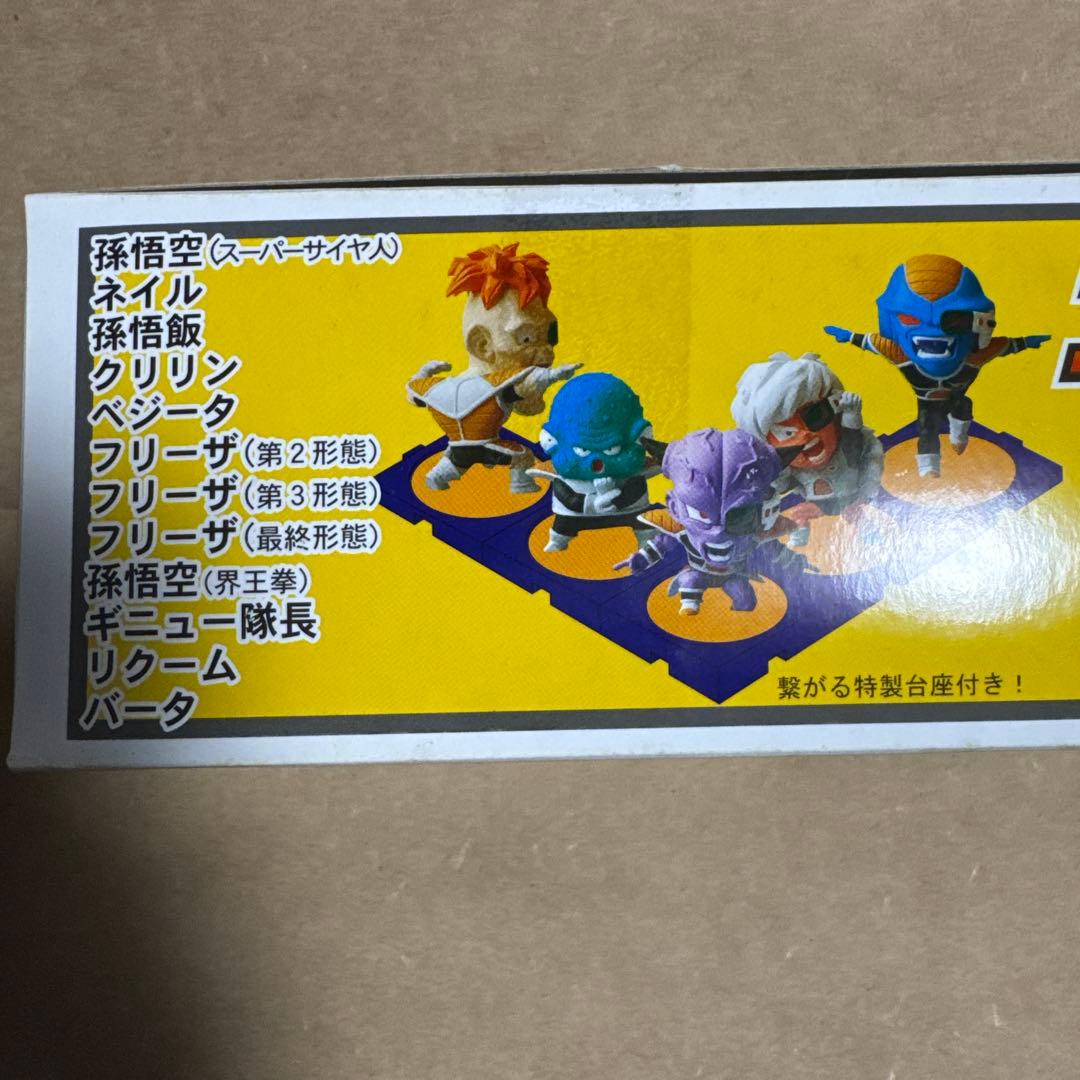 孫悟空(スーパーサイヤ人)
ネイル
孫悟飯
クリリン
ベジータ
フリーザ(第2形態)
フリーザ(第3形態)
フリーザ(最終形態)
孫悟空(界王拳)
ギニュー隊長
リクーム
バータ
繋がる特製台座付き！